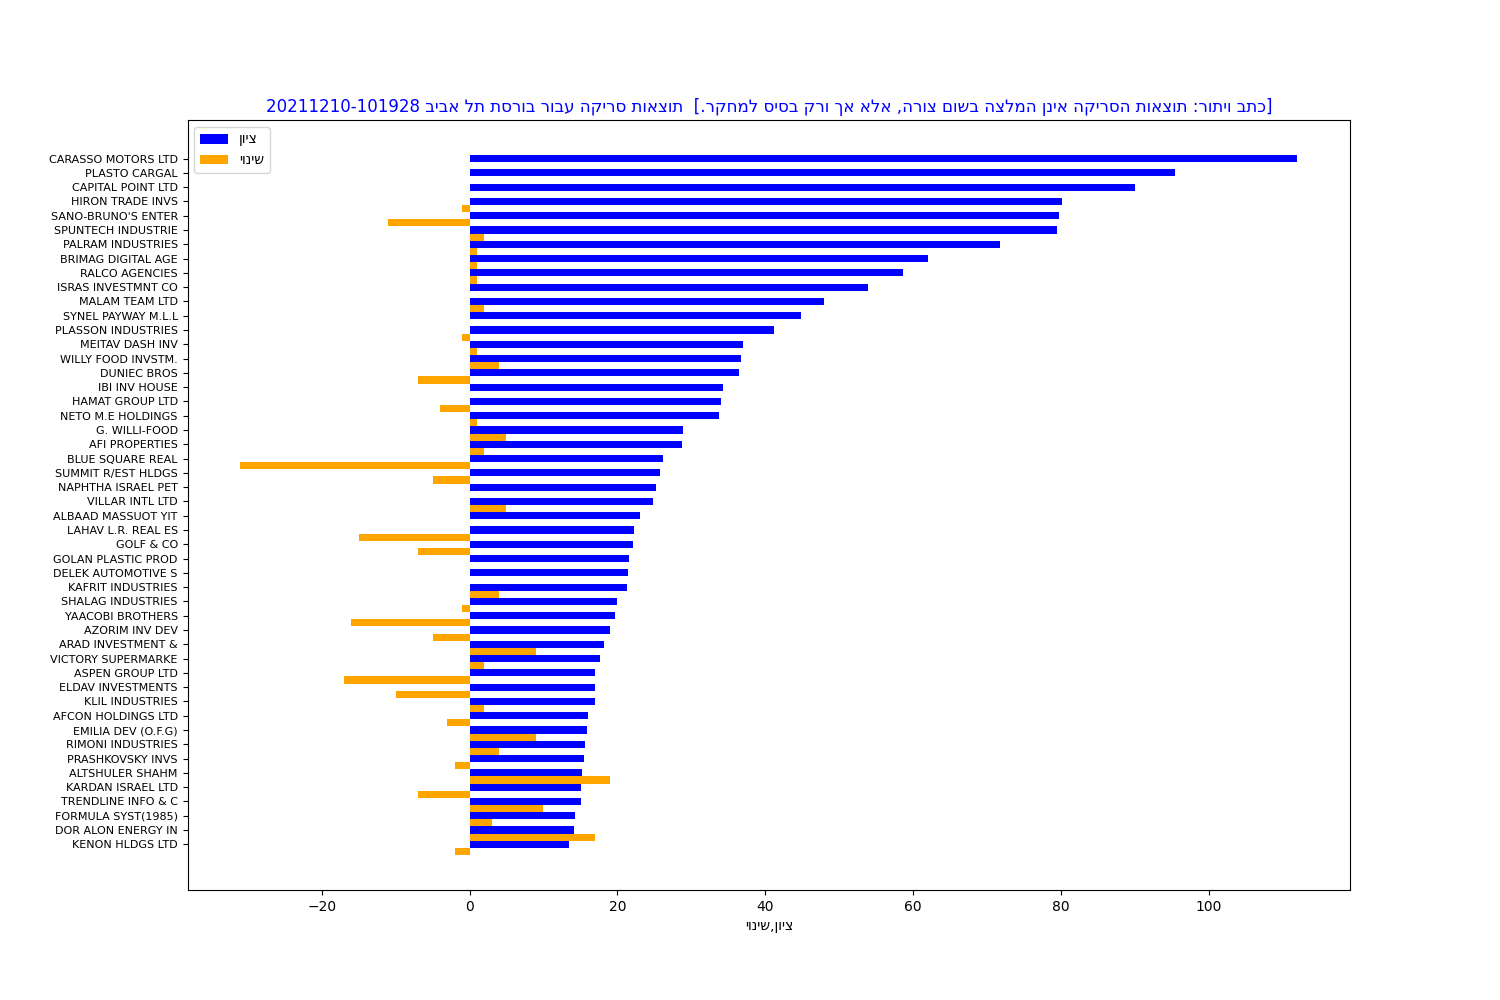 [כתב ויתור: תוצאות הסריקה אינן המלצה בשום צורה, אלא אך ורק בסיס למחקר.] תוצאות סריקה עבור בורסת תל אביב 20211210-101928
ציון
שינוי
CARASSO MOTORS LTD
PLASTO CARGAL
CAPITAL POINT LTD
HIRON TRADE INVS
SANO-BRUNO'S ENTER
SPUNTECH INDUSTRIE
PALRAM INDUSTRIES
BRIMAG DIGITAL AGE
RALCO AGENCIES
ISRAS INVESTMNT CO
MALAM TEAM LTD
SYNEL PAYWAY M.L.L
PLASSON INDUSTRIES
MEITAV DASH INV
WILLY FOOD INVSTM.
DUNIEC BROS
IBI INV HOUSE
HAMAT GROUP LTD
NETO M.E HOLDINGS
G. WILLI-FOOD
AFI PROPERTIES
BLUE SQUARE REAL
SUMMIT R/EST HLDGS
NAPHTHA ISRAEL PET
VILLAR INTL LTD
ALBAAD MASSUOT YIT
LAHAV L.R. REAL ES
GOLF & CO
GOLAN PLASTIC PROD
DELEK AUTOMOTIVE S
KAFRIT INDUSTRIES
SHALAG INDUSTRIES
YAACOBI BROTHERS
AZORIM INV DEV
ARAD INVESTMENT &
VICTORY SUPERMARKE
ASPEN GROUP LTD
ELDAV INVESTMENTS
KLIL INDUSTRIES
AFCON HOLDINGS LTD
EMILIA DEV (O.F.G)
RIMONI INDUSTRIES
PRASHKOVSKY INVS
ALTSHULER SHAHM
KARDAN ISRAEL LTD
TRENDLINE INFO & C
FORMULA SYST(1985)
DOR ALON ENERGY IN
KENON HLDGS LTD
−20 0 20 40 60 80 100
ציון,שינוי